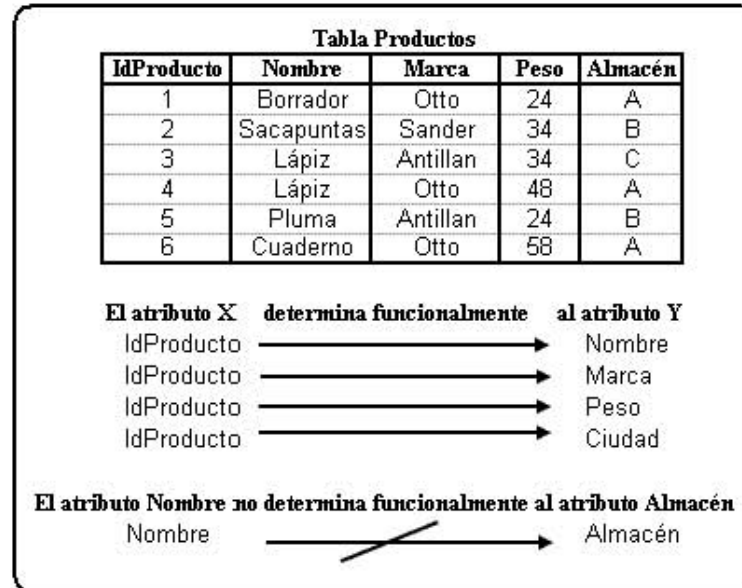 Tabla Productos
IdProducto Nombre Marca Peso Almacén
1 Borrador Otto 24 A
2 Sacapuntas Sander 34 B
3 Lápiz Antillan 34 C
4 Lápiz Otto 48 A
5 Pluma Antillan 24 B
6 Cuaderno Otto 58 A
El atributo X determina funcionalmente al atributo Y
IdProducto Nombre
IdProducto Marca
IdProducto Peso
IdProducto Ciudad
El atributo Nombre no determina funcionalmente al atributo Almacén
Nombre Almacén